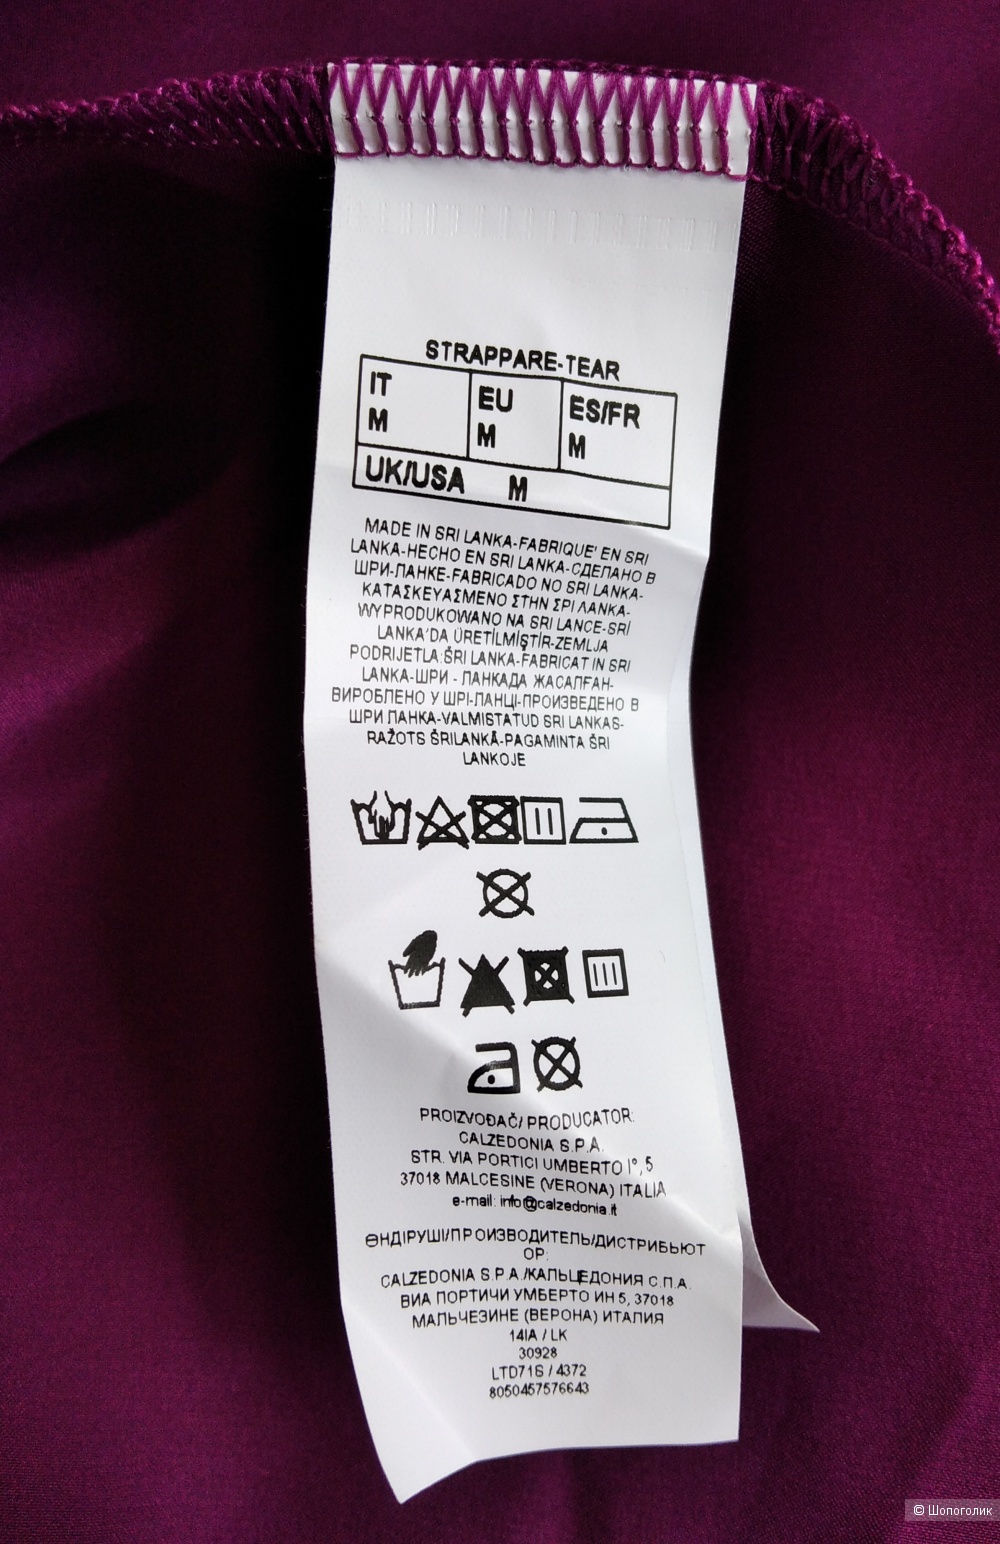 STRAPPARE-TEAR
IT EU ES/FR
M M M
UK/USA M
MADE IN SRI LANKA-FABRIQUE' EN SRI
LANKA-HECHO EN SRI LANKA-СДЕЛАНО В
ШРИ-ЛАНКЕ-FABRICADO NO SRI LANKA-
ΚΑΤΑΣΚΕΥΑΣΜΕΝΟ ΣΤΗΝ ΣΡΙ ΛΑΝΚΑ-
WYPRODUKOWANO NA SRI LANCE-SRİ
LANKA'DA ÜRETİLMİŞTİR-ZEMLJA
PODRIJETLA:ŠRI LANKA-FABRICAT IN SRI
LANKA-ШРИ - ЛАНКАДА ЖАСАЛҒАН-
ВИРОБЛЕНО У ШРІ-ЛАНЦІ-ПРОИЗВЕДЕНО В
ШРИ ЛАНКА-VALMISTATUD SRI LANKAS-
RAŽOTS ŠRILANKĀ-PAGAMINTA ŠRI
LANKOJE
PROIZVOĐAČ/ PRODUCATOR:
CALZEDONIA S.P.A.
STR. VIA PORTICI UMBERTO I°, 5
37018 MALCESINE (VERONA) ITALIA
e-mail: info@calzedonia.it
ӨНДІРУШІ/ПРОИЗВОДИТЕЛЬ/ДИСТРИБЬЮТ
ОР:
CALZEDONIA S.P.A./КАЛЬЦЕДОНИЯ С.П.А.
ВИА ПОРТИЧИ УМБЕРТО ИН 5, 37018
МАЛЬЧЕЗИНЕ (ВЕРОНА) ИТАЛИЯ
14IA / LK
30928
LTD71S / 4372
8050457576643
© Шопоголик